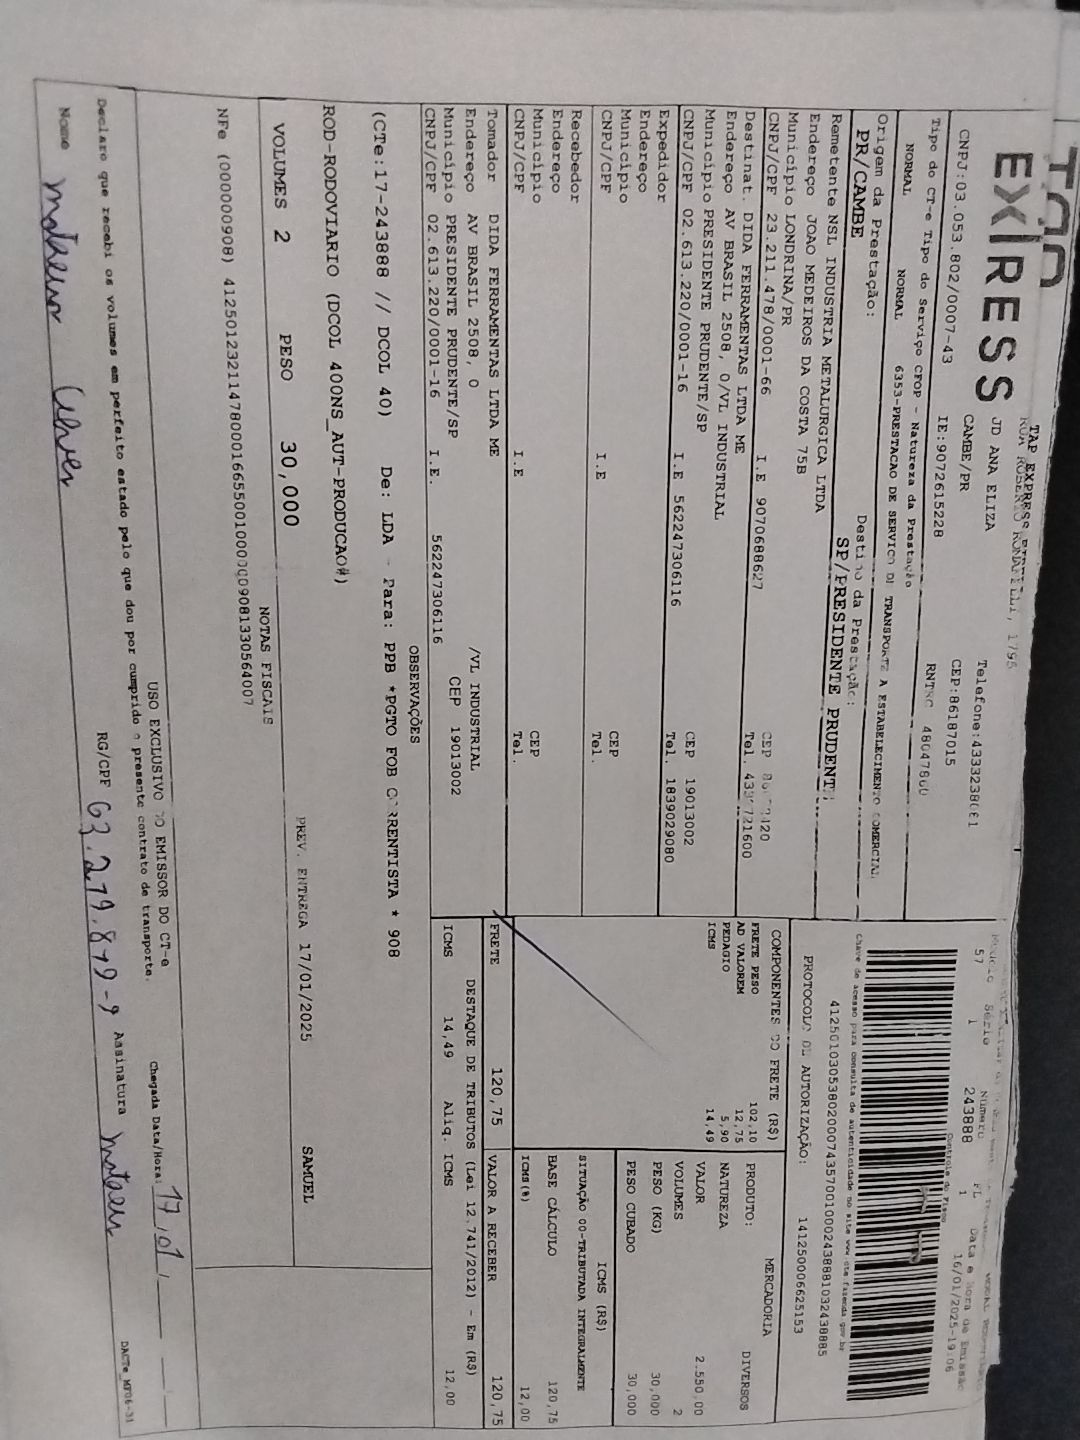 TAP EXPRESS
EXPRESS
JD ANA ELIZA
Telefone:
CAMBE/PR
CEP:86187015
CNPJ:03.053.802/0007-43
IE:9072615228
Tipo do CT-e Tipo do Serviço CFOP - Natureza da Prestação
NORMAL NORMAL 6353-PRESTACAO DE SERVICO DE TRANSPORTE A ESTABELECIMENTO COMERCIAL
Origem da Prestação:
Destino da Prestação:
PR/CAMBE
SP/PRESIDENTE PRUDENTE
Remetente NSL INDUSTRIA METALURGICA LTDA
Endereço JOAO MEDEIROS DA COSTA 75B
Município LONDRINA/PR
CEP
CNPJ/CPF 23.211.478/0001-66 I.E 9070688627 Tel.
Destinat. DIDA FERRAMENTAS LTDA ME
Endereço AV BRASIL 2508, 0/VL INDUSTRIAL
Município PRESIDENTE PRUDENTE/SP CEP 19013002
CNPJ/CPF 02.613.220/0001-16 I.E 562247306116 Tel. 1839029080
Expedidor
Endereço
Município CEP
CNPJ/CPF I.E Tel.
Recebedor
Endereço
Município CEP
CNPJ/CPF I.E Tel.
Tomador DIDA FERRAMENTAS LTDA ME
Endereço AV BRASIL 2508, 0 /VL INDUSTRIAL
Município PRESIDENTE PRUDENTE/SP CEP 19013002
CNPJ/CPF 02.613.220/0001-16 I.E. 562247306116
OBSERVAÇÕES
(CTe:17-243888 // DCOL 40) De: LDA - Para: PPB *PGTO FOB CORRENTISTA * 908
ROD-RODOVIARIO (DCOL 400NS_AUT-PRODUCAO#)
VOLUMES 2 PESO 30,000
PREV. ENTREGA 17/01/2025 SAMUEL
NOTAS FISCAIS
NFe (000000908) 41250123211478000166550010000009081330564007
57 1 243888 1 16/01/2025-19:06
Série Número FL Data e Hora de Emissão
Controle do Fisco
Chave de acesso para consulta de autenticidade no site www.cte.fazenda.gov.br
41250103053802000743570010002438881032438885
PROTOCOLO DE AUTORIZAÇÃO: 141250006625153
COMPONENTES DO FRETE (R$)
FRETE PESO 102,10
AD VALOREM 12,75
PEDAGIO 5,90
ICMS 14,49
MERCADORIA
PRODUTO: DIVERSOS
NATUREZA
VALOR 2.550,00
VOLUMES 2
PESO (KG) 30,000
PESO CUBADO 30,000
ICMS (R$)
SITUAÇÃO 00-TRIBUTADA INTEGRALMENTE
BASE CÁLCULO 120,75
ICMS(%) 12,00
FRETE 120,75 VALOR A RECEBER 120,75
DESTAQUE DE TRIBUTOS (Lei 12.741/2012) - Em (R$)
ICMS 14,49 Aliq. ICMS 12,00
USO EXCLUSIVO DO EMISSOR DO CT-e
Declaro que recebi os volumes em perfeito estado pelo que dou por cumprido o presente contrato de transporte.
Chegada Data/Hora: 17/01/
Nome RG/CPF 63.279.879-9 Assinatura
DACTe_MF06-31